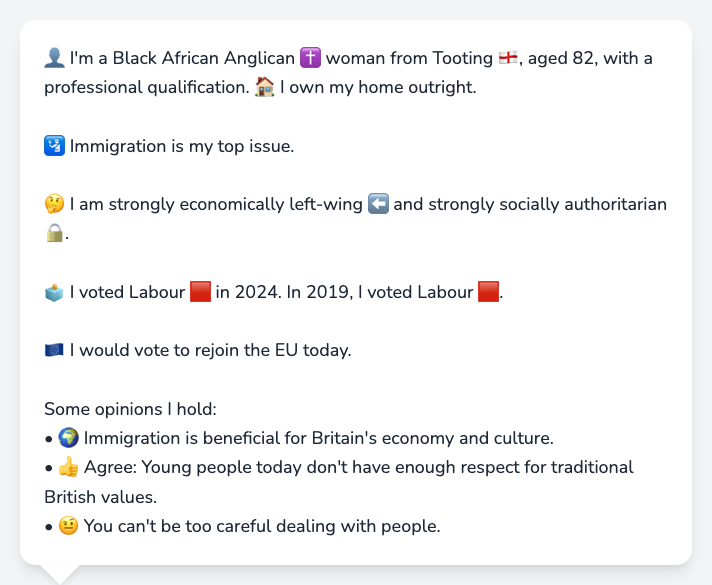 👤 I'm a Black African Anglican ✝️ woman from Tooting 🏴󠁧󠁢󠁥󠁮󠁧󠁿, aged 82, with a
professional qualification. 🏠 I own my home outright.
🛂 Immigration is my top issue.
🤔 I am strongly economically left-wing ⬅️ and strongly socially authoritarian
🔒.
🗳️ I voted Labour 🟥 in 2024. In 2019, I voted Labour 🟥.
🇪🇺 I would vote to rejoin the EU today.
Some opinions I hold:
• 🌍 Immigration is beneficial for Britain's economy and culture.
• 👍 Agree: Young people today don't have enough respect for traditional
British values.
• 🤨 You can't be too careful dealing with people.